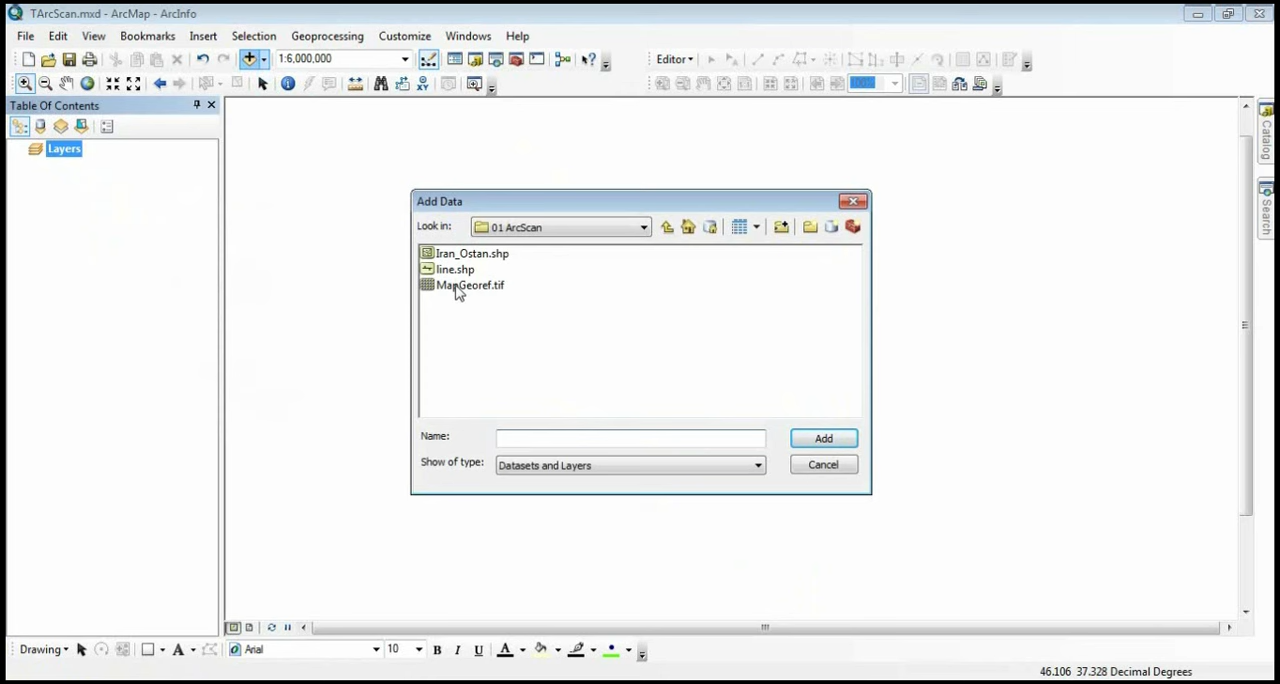 TArcScan.mxd - ArcMap - ArcInfo
File Edit View Bookmarks Insert Selection Geoprocessing Customize Windows Help
1:6,000,000
Editor
Table Of Contents
Layers
Add Data
Look in: 01 ArcScan
Iran_Ostan.shp
line.shp
MapGeoref.tif
Name:
Add
Show of type: Datasets and Layers
Cancel
Catalog
Search
Drawing
A
Arial
10
B I U A
46.106 37.328 Decimal Degrees